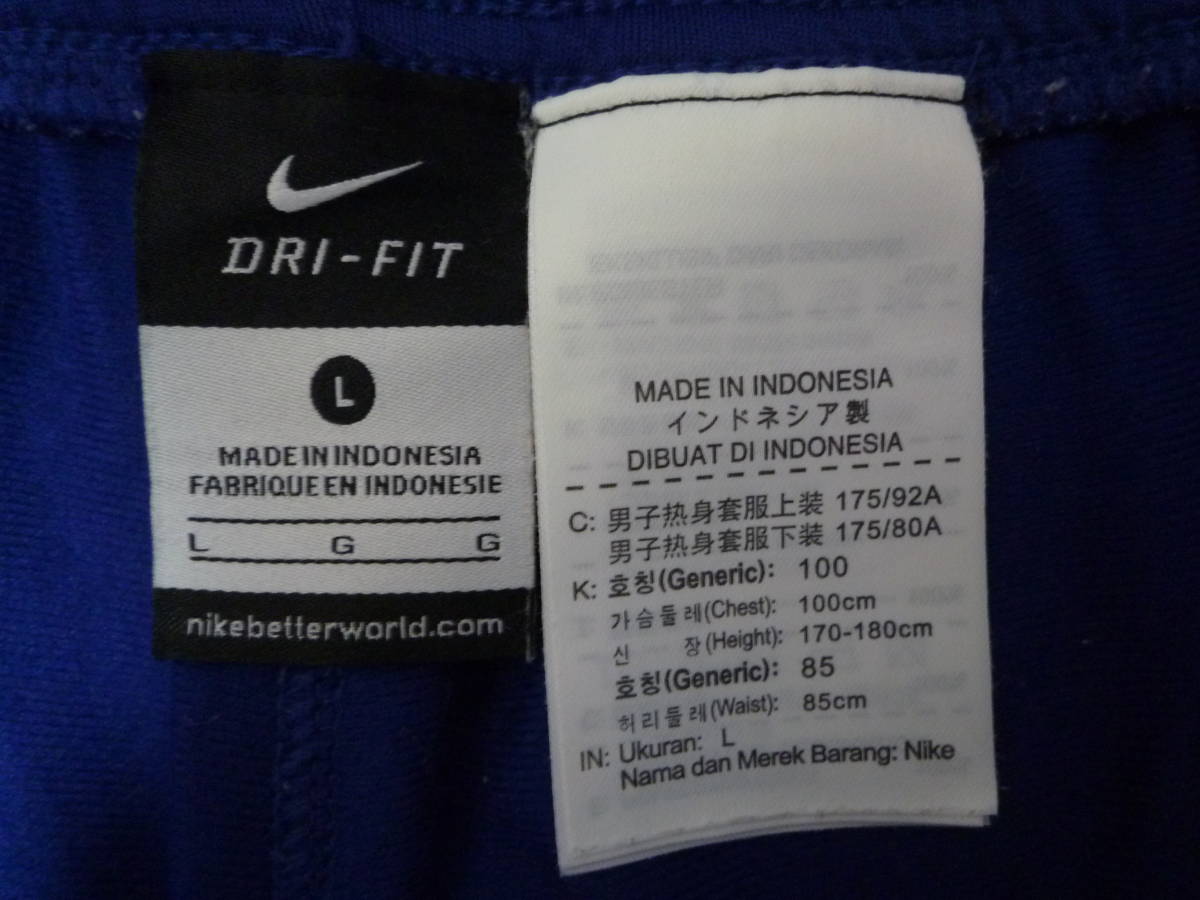 DRI-FIT
L
MADE IN INDONESIA
FABRIQUE EN INDONESIE
L G G
nikebetterworld.com
MADE IN INDONESIA
インドネシア製
DIBUAT DI INDONESIA
C: 男子热身套服上装 175/92A
男子热身套服下装 175/80A
K: 호칭(Generic): 100
가슴둘레(Chest): 100cm
신 장(Height): 170-180cm
호칭(Generic): 85
허리둘레(Waist): 85cm
IN: Ukuran: L
Nama dan Merek Barang: Nike